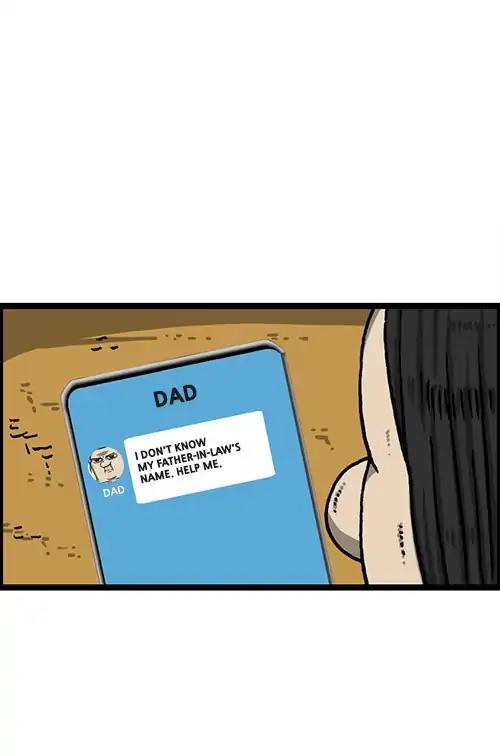 DAD
I DON'T KNOW
MY FATHER-IN-LAW'S
NAME. HELP ME.
DAD